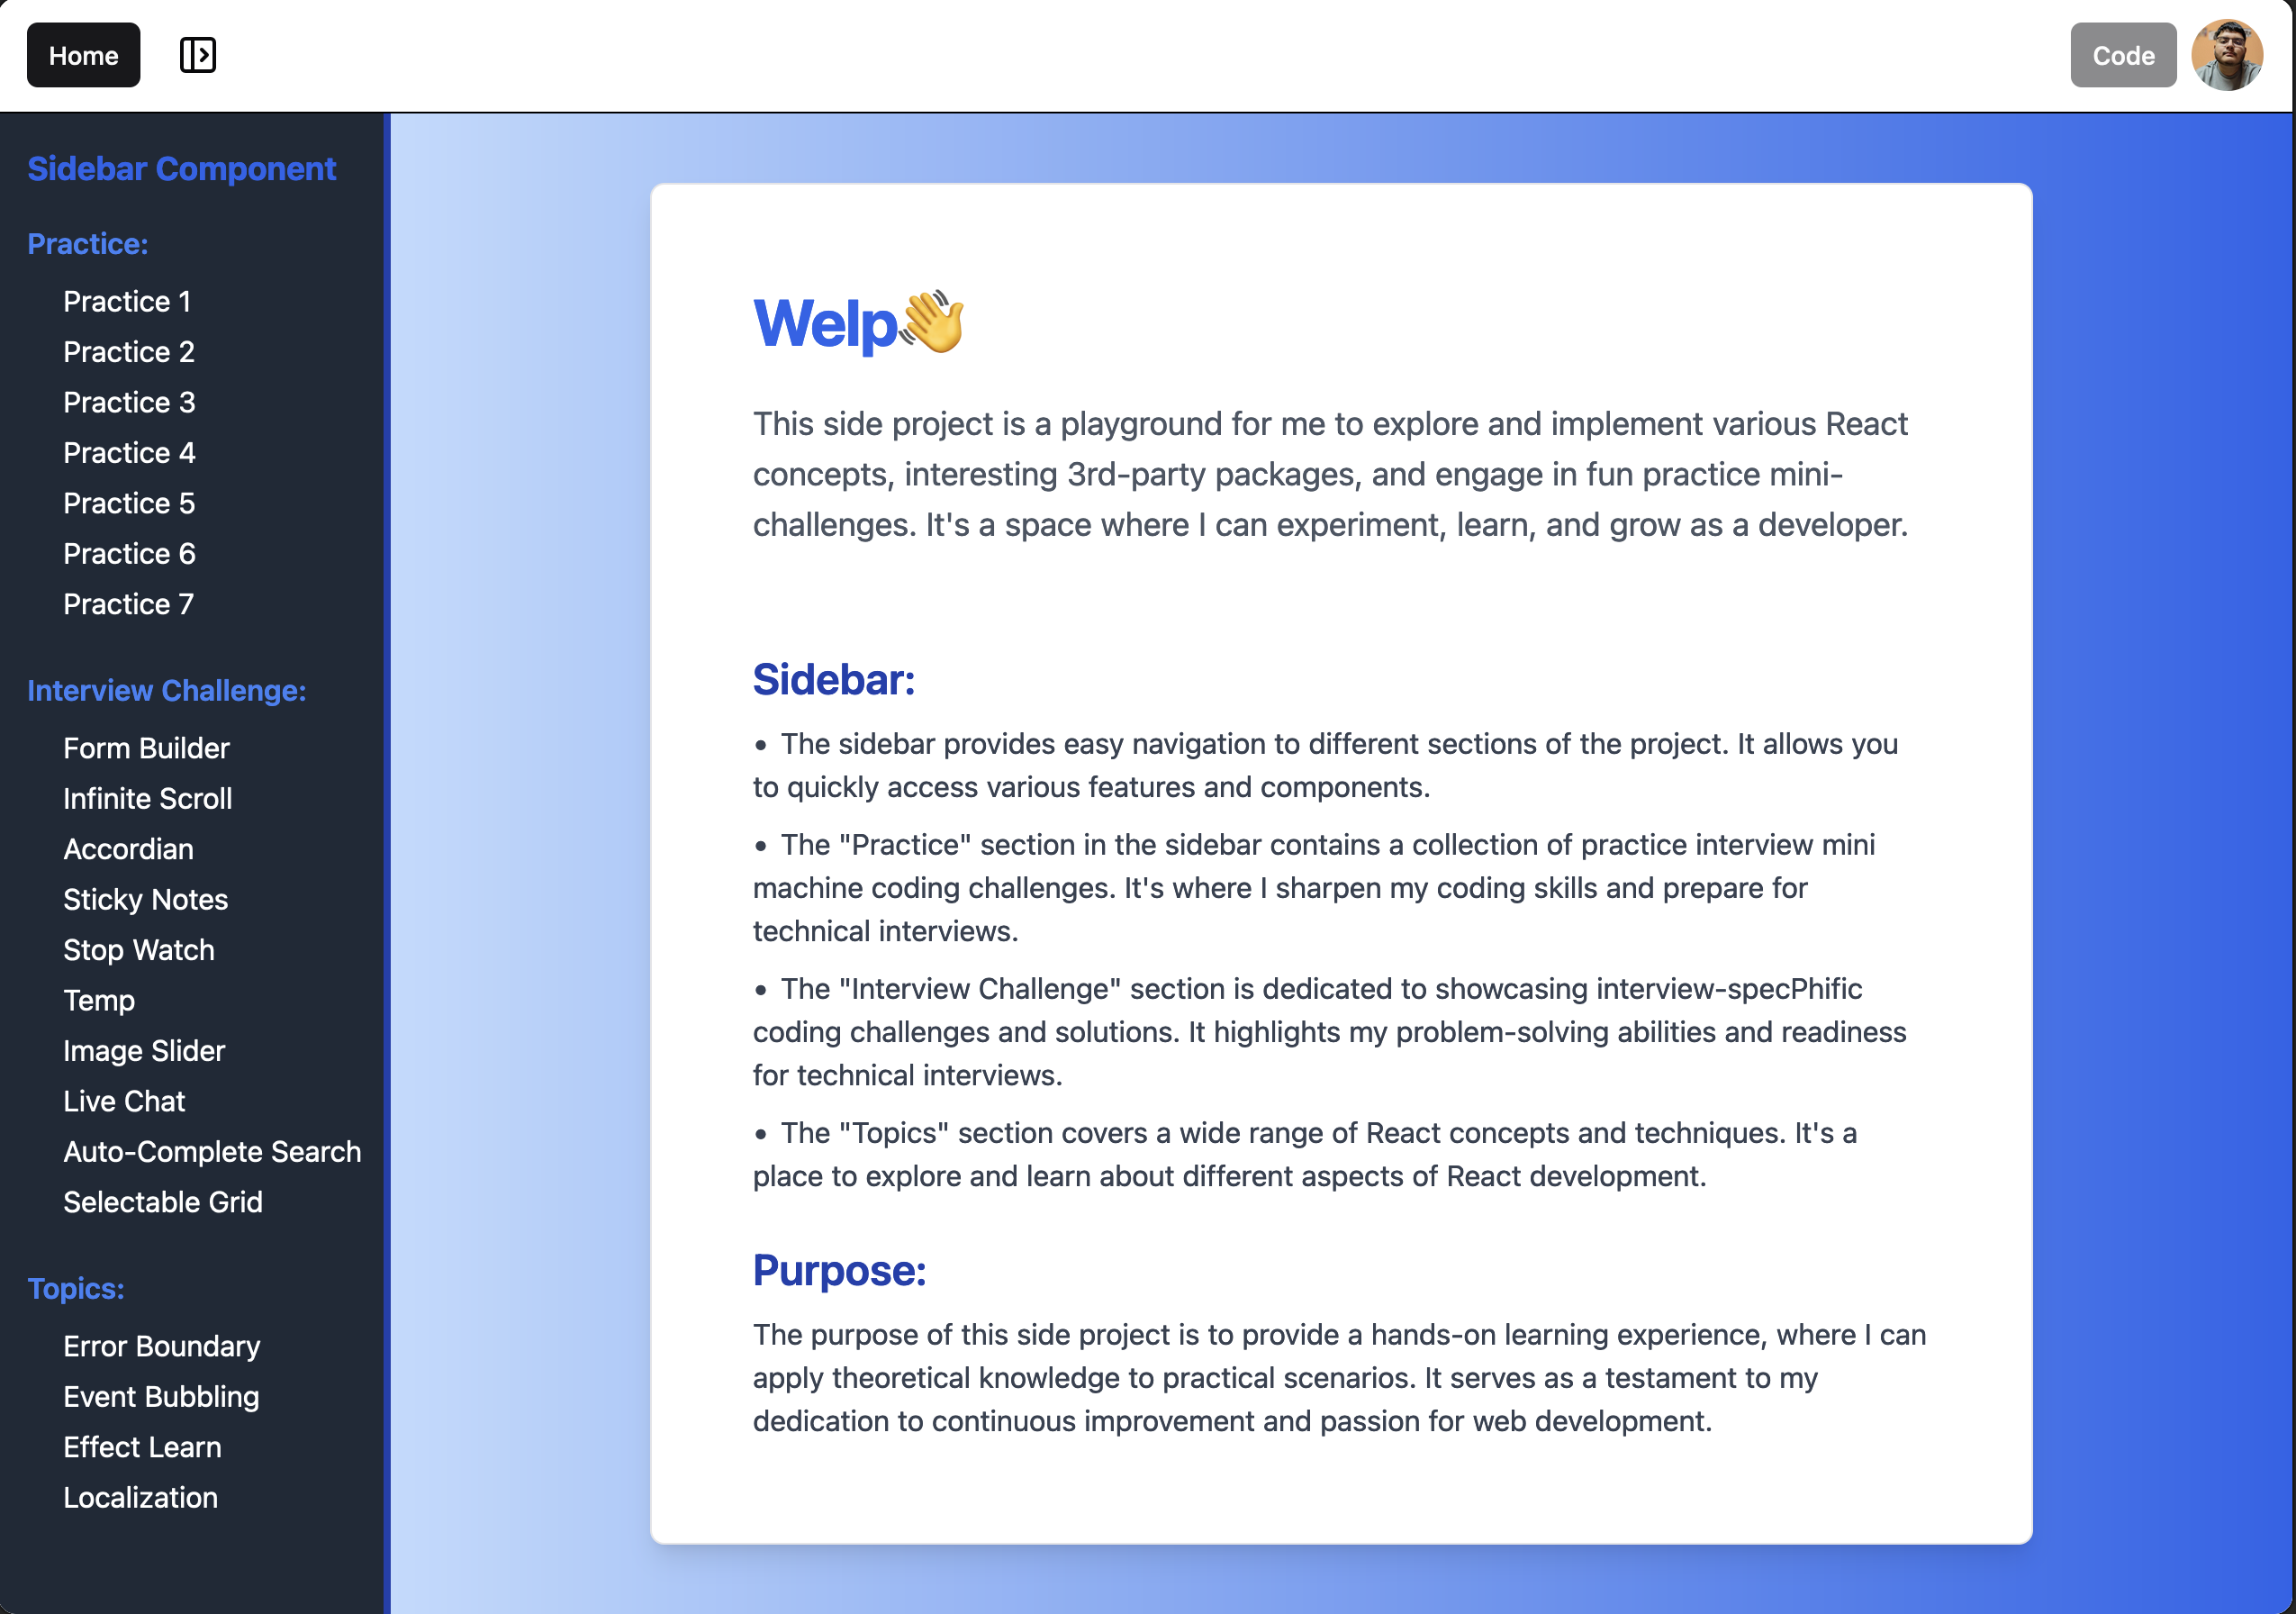 Home
Code
Sidebar Component
Practice:
Practice 1
Practice 2
Practice 3
Practice 4
Practice 5
Practice 6
Practice 7
Interview Challenge:
Form Builder
Infinite Scroll
Accordian
Sticky Notes
Stop Watch
Temp
Image Slider
Live Chat
Auto-Complete Search
Selectable Grid
Topics:
Error Boundary
Event Bubbling
Effect Learn
Localization
Welp👋
This side project is a playground for me to explore and implement various React
concepts, interesting 3rd-party packages, and engage in fun practice mini-
challenges. It's a space where I can experiment, learn, and grow as a developer.
Sidebar:
• The sidebar provides easy navigation to different sections of the project. It allows you
to quickly access various features and components.
• The "Practice" section in the sidebar contains a collection of practice interview mini
machine coding challenges. It's where I sharpen my coding skills and prepare for
technical interviews.
• The "Interview Challenge" section is dedicated to showcasing interview-specPhific
coding challenges and solutions. It highlights my problem-solving abilities and readiness
for technical interviews.
• The "Topics" section covers a wide range of React concepts and techniques. It's a
place to explore and learn about different aspects of React development.
Purpose:
The purpose of this side project is to provide a hands-on learning experience, where I can
apply theoretical knowledge to practical scenarios. It serves as a testament to my
dedication to continuous improvement and passion for web development.